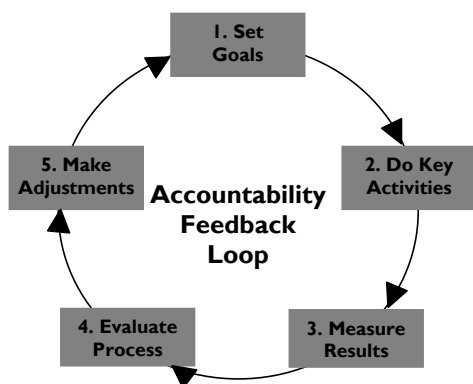 1. Set
Goals
2. Do Key
Activities
3. Measure
Results
4. Evaluate
Process
5. Make
Adjustments
Accountability
Feedback
Loop